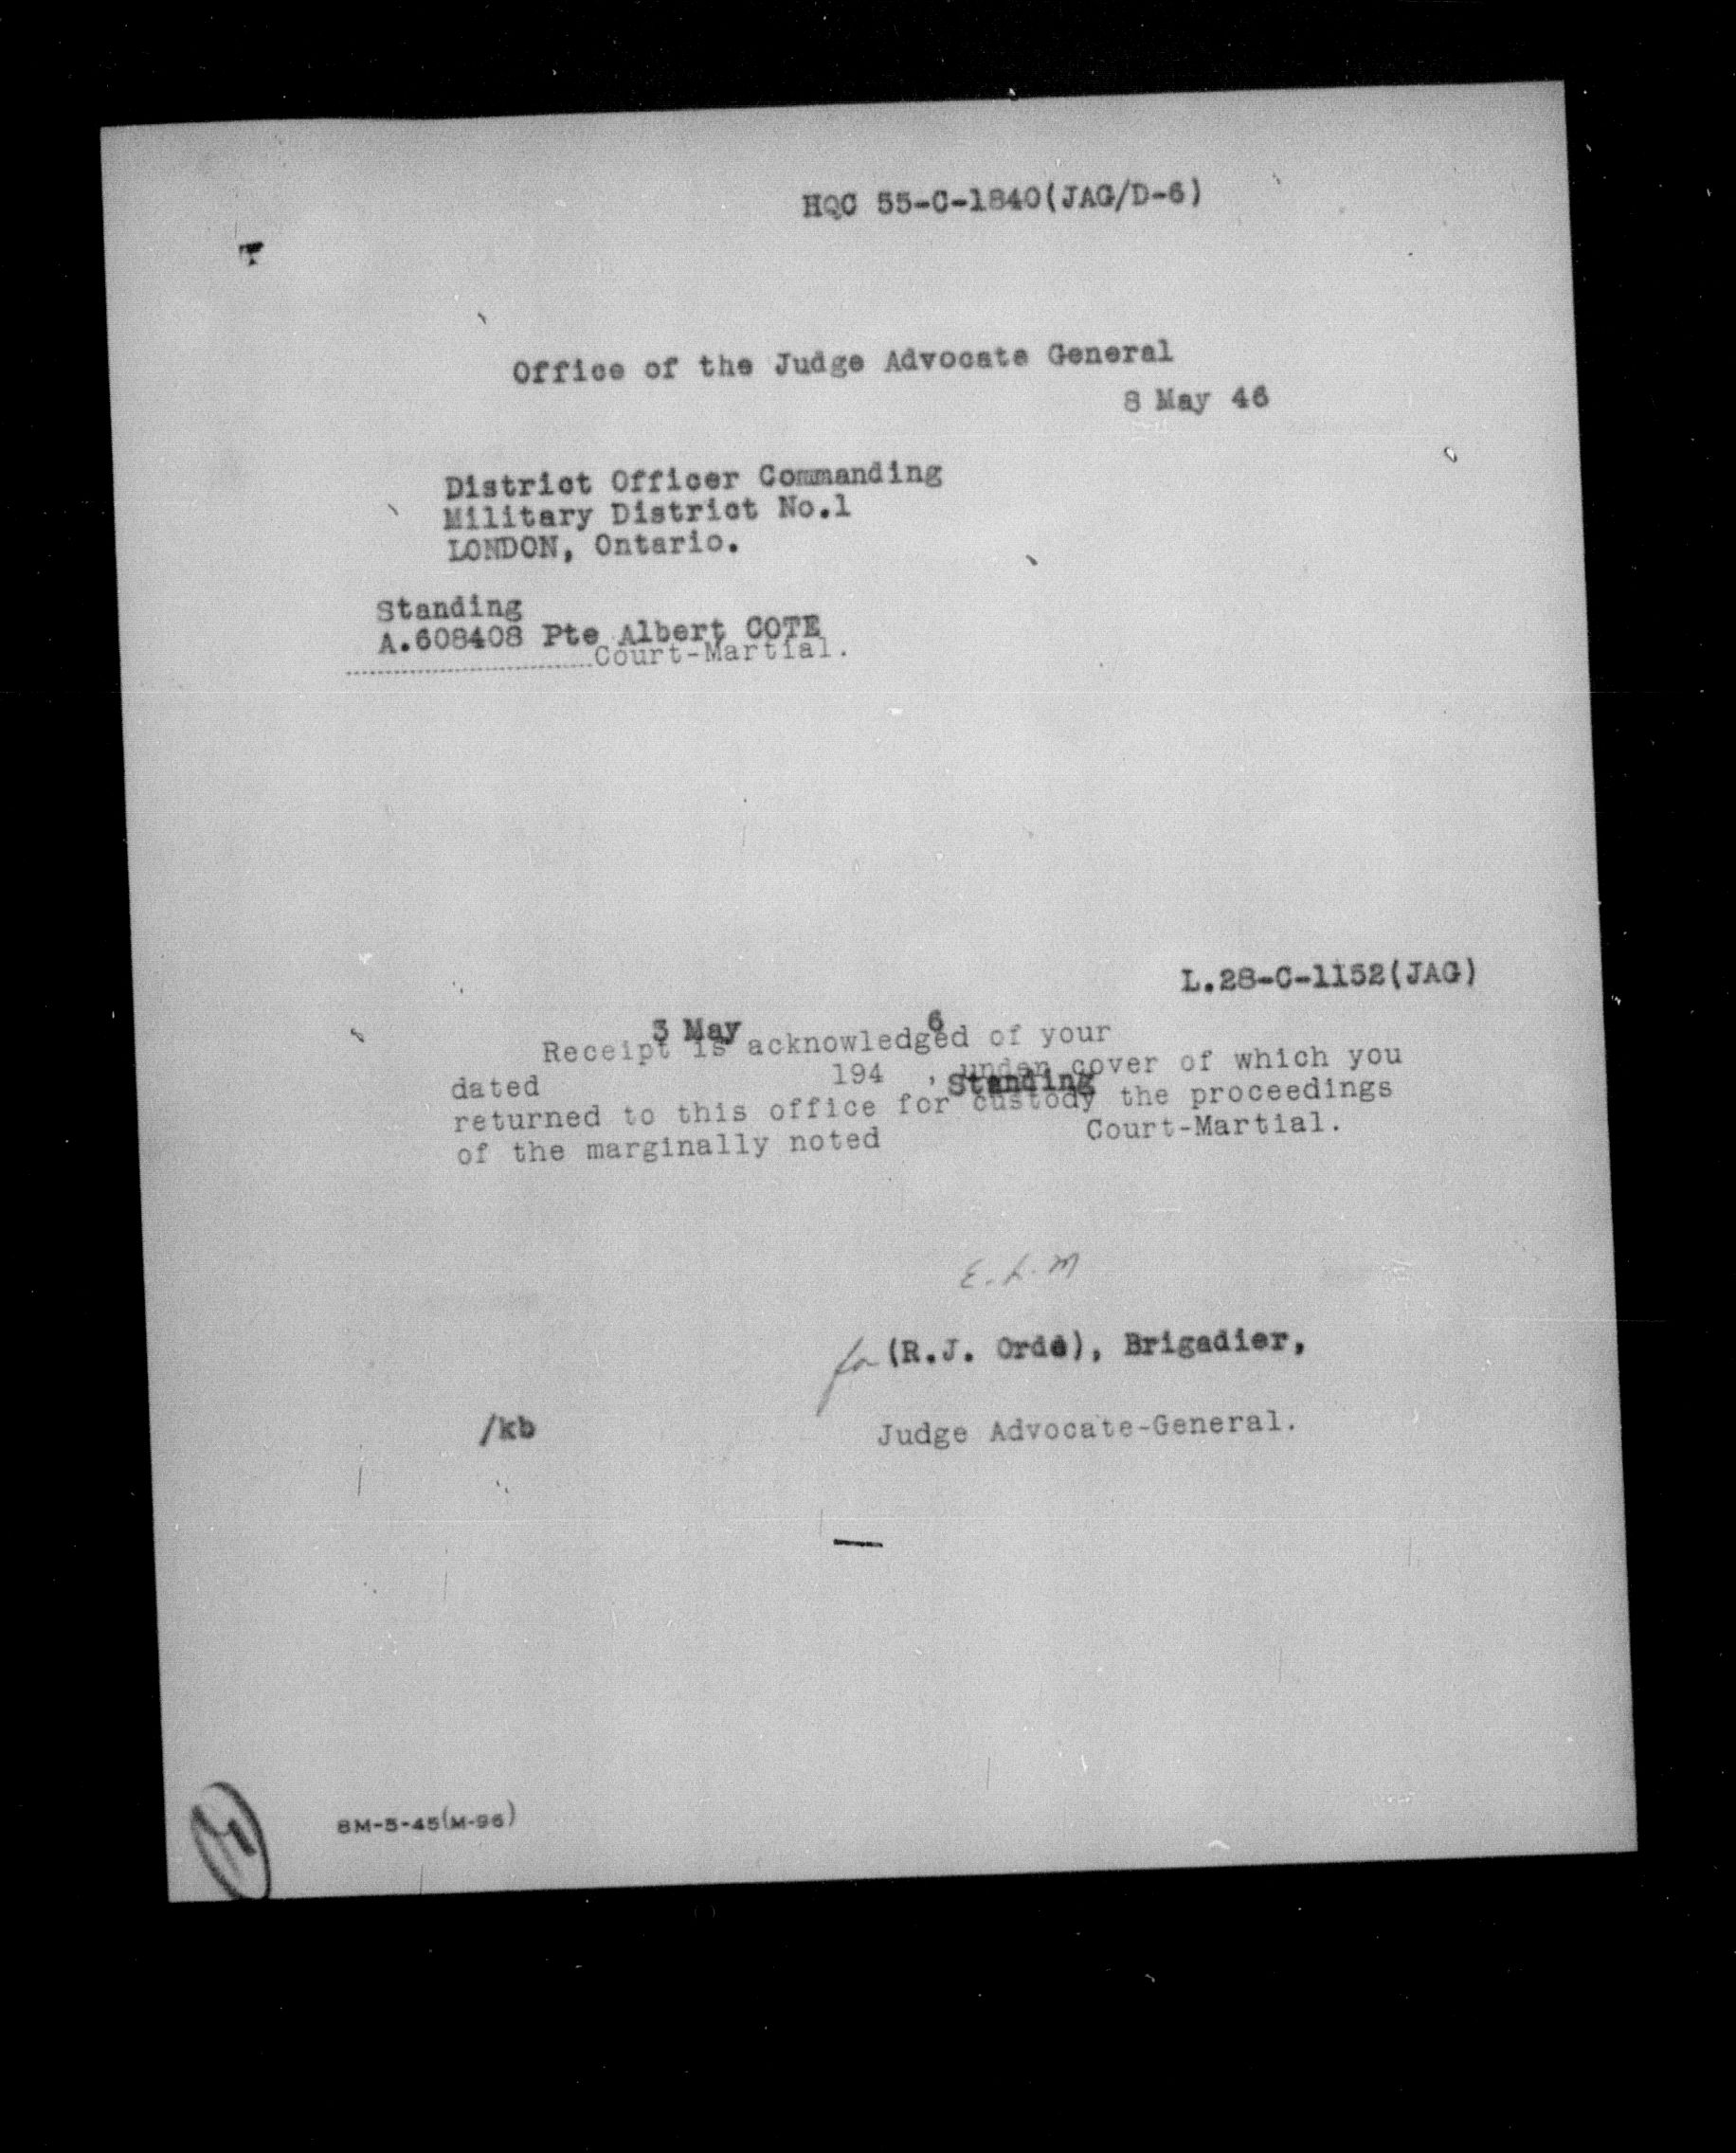 HQC 55-C-1840(JAG/D-6)
Office of the Judge Advocate General
8 May 46
District Officer Commanding
Military District No.1
LONDON, Ontario.
Standing
A.608408 Pte Albert COTE
Court-Martial.
L.28-C-1152(JAG)
3 May 6
Receipt is acknowledged of your
dated 194 , under cover of which you
Standing
returned to this office for custody the proceedings
of the marginally noted Court-Martial.
E.L.M
for (R.J. Orde), Brigadier,
/kb
Judge Advocate-General.
8M-5-45(M-96)